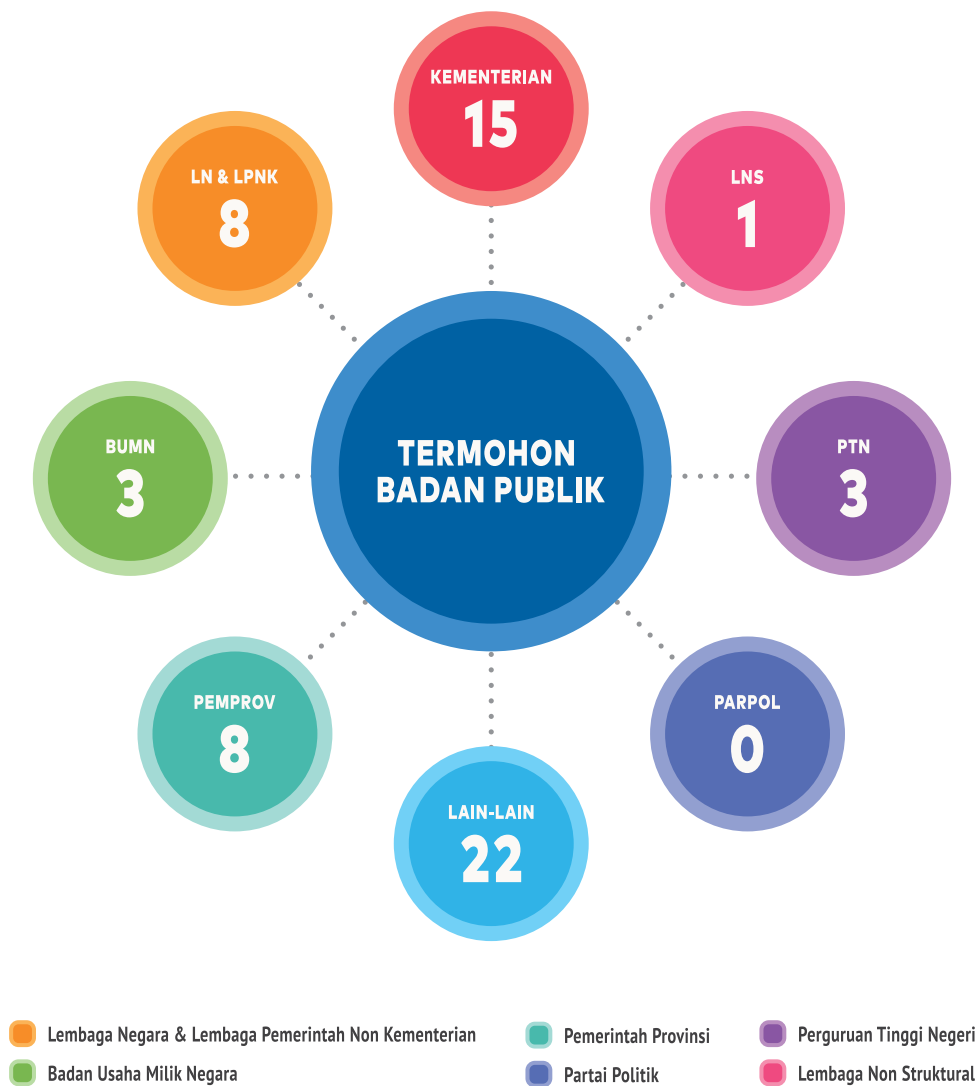 KEMENTERIAN
15
LN & LPNK
8
LNS
1
BUMN
3
TERMOHON
BADAN PUBLIK
PTN
3
PEMPROV
8
PARPOL
0
LAIN-LAIN
22
Lembaga Negara & Lembaga Pemerintah Non Kementerian
Pemerintah Provinsi
Perguruan Tinggi Negeri
Badan Usaha Milik Negara
Partai Politik
Lembaga Non Struktural